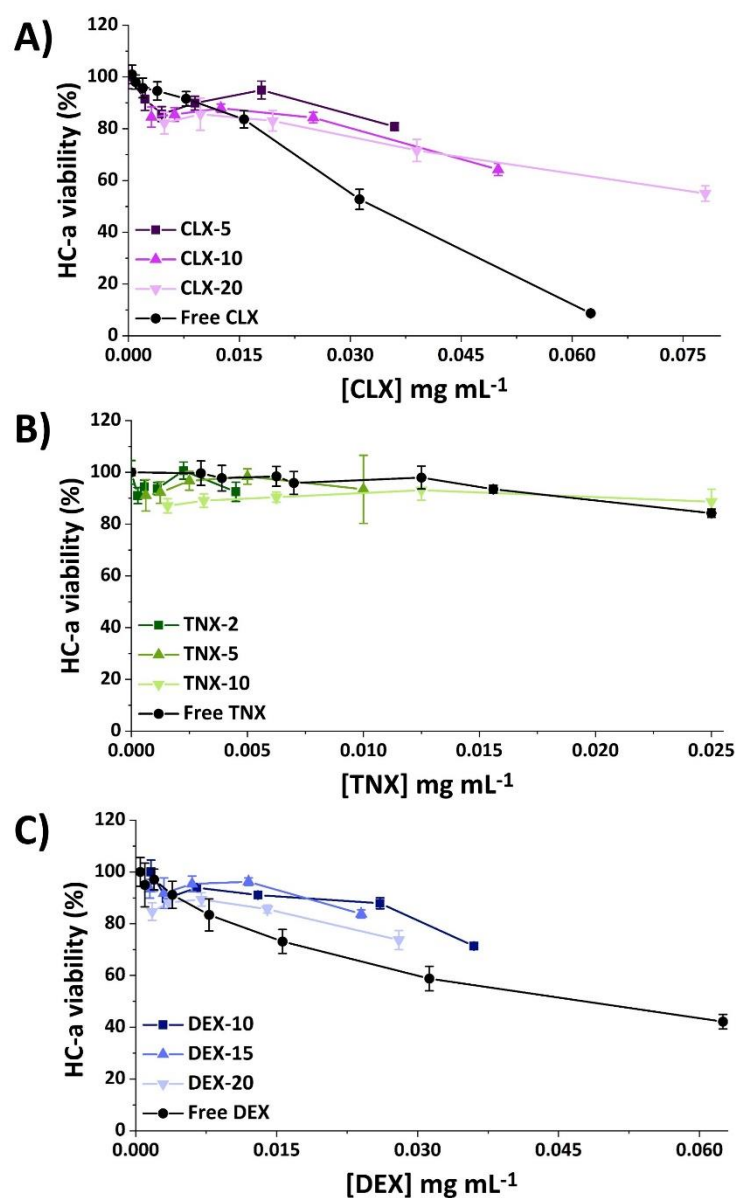 A)
120
100
80
60
40
20
0
HC-a viability (%)
CLX-5
CLX-10
CLX-20
Free CLX
0.000 0.015 0.030 0.045 0.060 0.075
[CLX] mg mL⁻¹
B)
120
100
80
60
40
20
0
HC-a viability (%)
TNX-2
TNX-5
TNX-10
Free TNX
0.000 0.005 0.010 0.015 0.020 0.025
[TNX] mg mL⁻¹
C)
120
100
80
60
40
20
0
HC-a viability (%)
DEX-10
DEX-15
DEX-20
Free DEX
0.000 0.015 0.030 0.045 0.060
[DEX] mg mL⁻¹